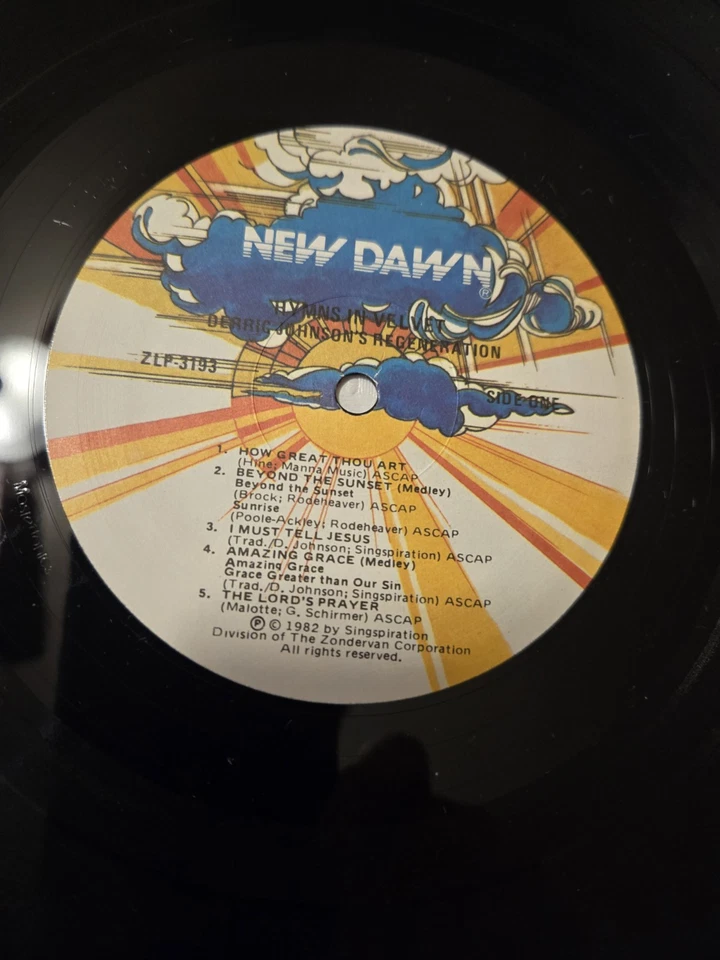 NEW DAWN®
HYMNS IN VELVET
DERRIC JOHNSON'S REGENERATION
ZLP-3193
SIDE ONE
1. HOW GREAT THOU ART
(Hine; Manna Music) ASCAP
2. BEYOND THE SUNSET (Medley)
Beyond the Sunset
(Brock; Rodeheaver) ASCAP
Sunrise
(Poole-Ackley; Rodeheaver) ASCAP
3. I MUST TELL JESUS
(Trad./D. Johnson; Singspiration) ASCAP
4. AMAZING GRACE (Medley)
Amazing Grace
Grace Greater than Our Sin
(Trad./D. Johnson; Singspiration) ASCAP
5. THE LORD'S PRAYER
(Malotte; G. Schirmer) ASCAP
Ⓟ © 1982 by Singspiration
Division of The Zondervan Corporation
All rights reserved.